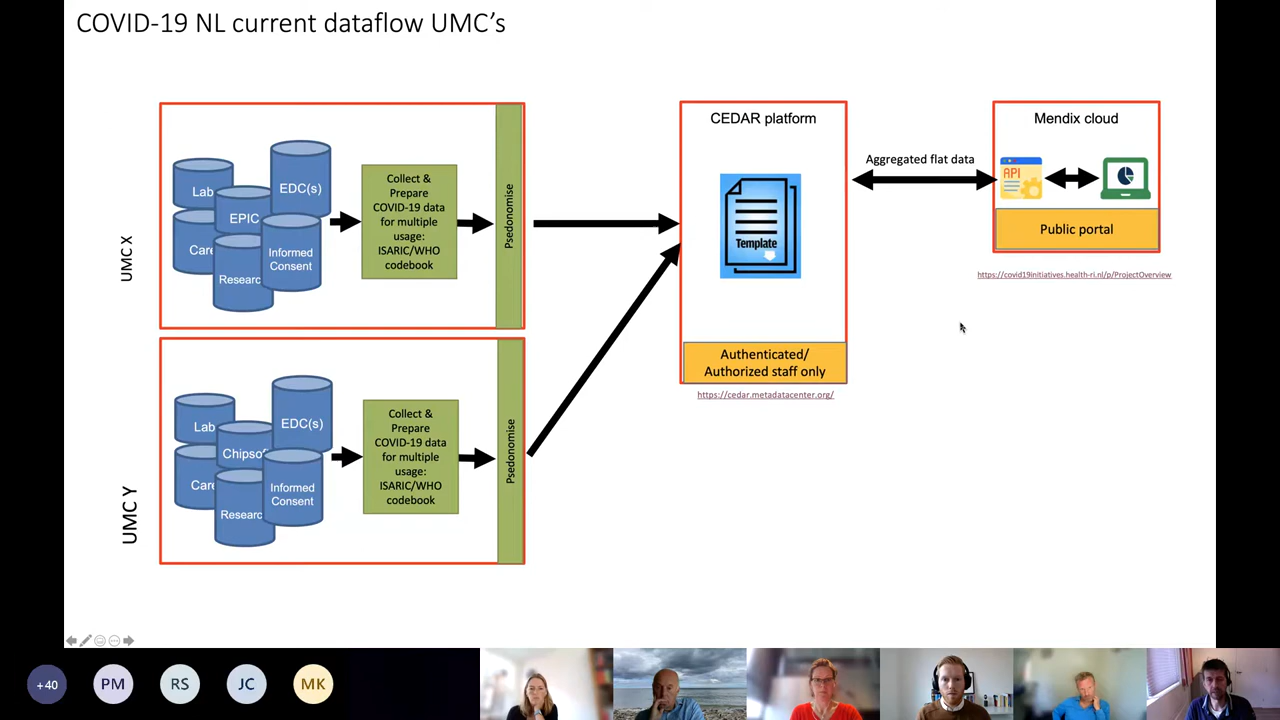 COVID-19 NL current dataflow UMC's
UMC X
Lab
EDC(s)
EPIC
Care
Informed
Consent
Researc
Collect &
Prepare
COVID-19 data
for multiple
usage:
ISARIC/WHO
codebook
Psedonomise
UMC Y
Lab
EDC(s)
Chipsof
Care
Informed
Consent
Researc
Collect &
Prepare
COVID-19 data
for multiple
usage:
ISARIC/WHO
codebook
Psedonomise
CEDAR platform
Template
Authenticated/
Authorized staff only
https://cedar.metadatacenter.org/
Aggregated flat data
Mendix cloud
API
Public portal
https://covid19initiatives.health-ri.nl/p/ProjectOverview
+40
PM
RS
JC
MK